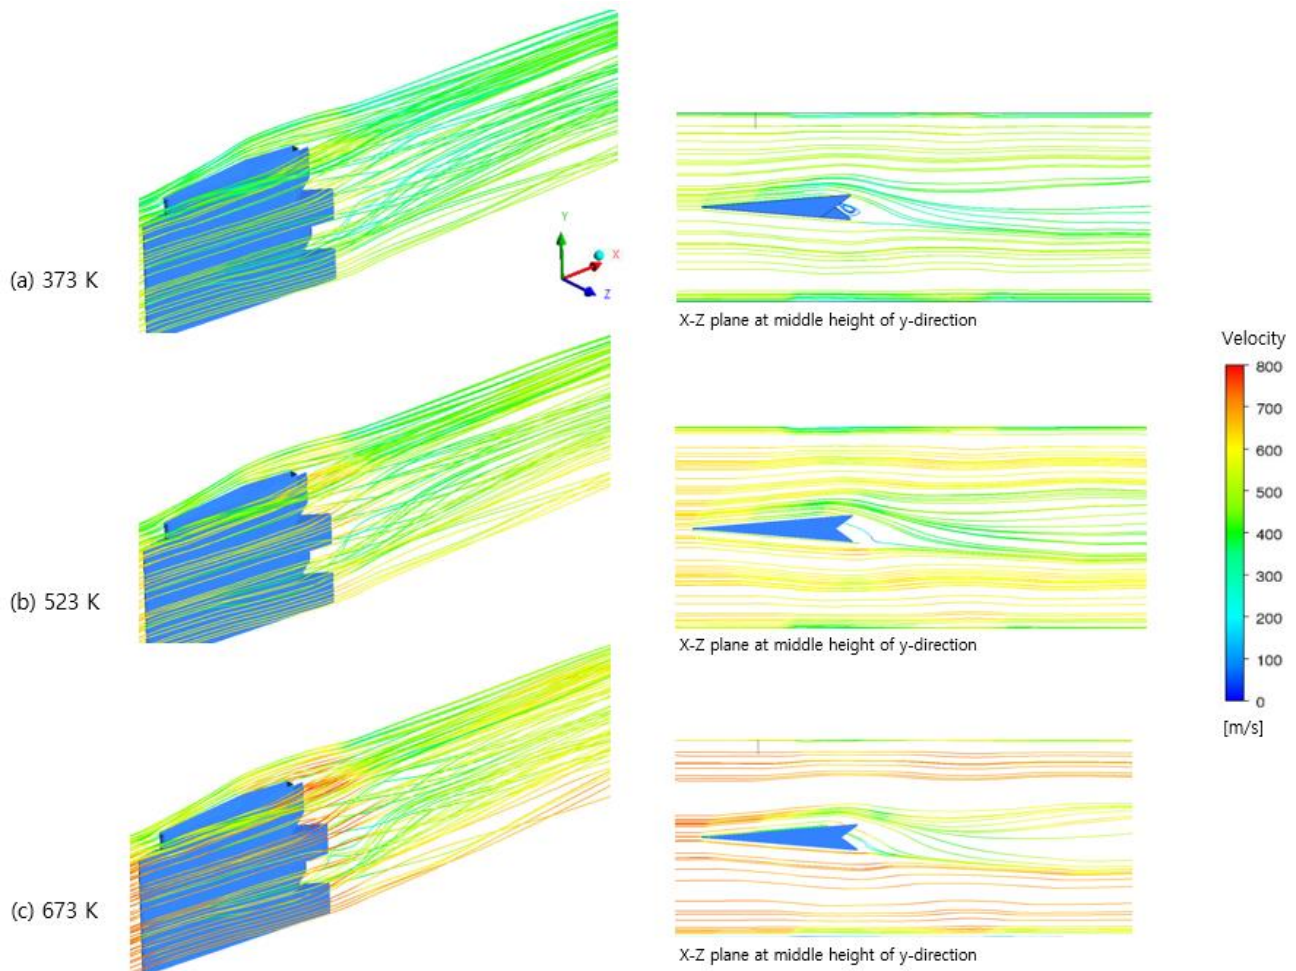 Y
X
Z
(a) 373 K
X-Z plane at middle height of y-direction
Velocity
800
700
600
500
400
300
200
100
0
[m/s]
(b) 523 K
X-Z plane at middle height of y-direction
(c) 673 K
X-Z plane at middle height of y-direction